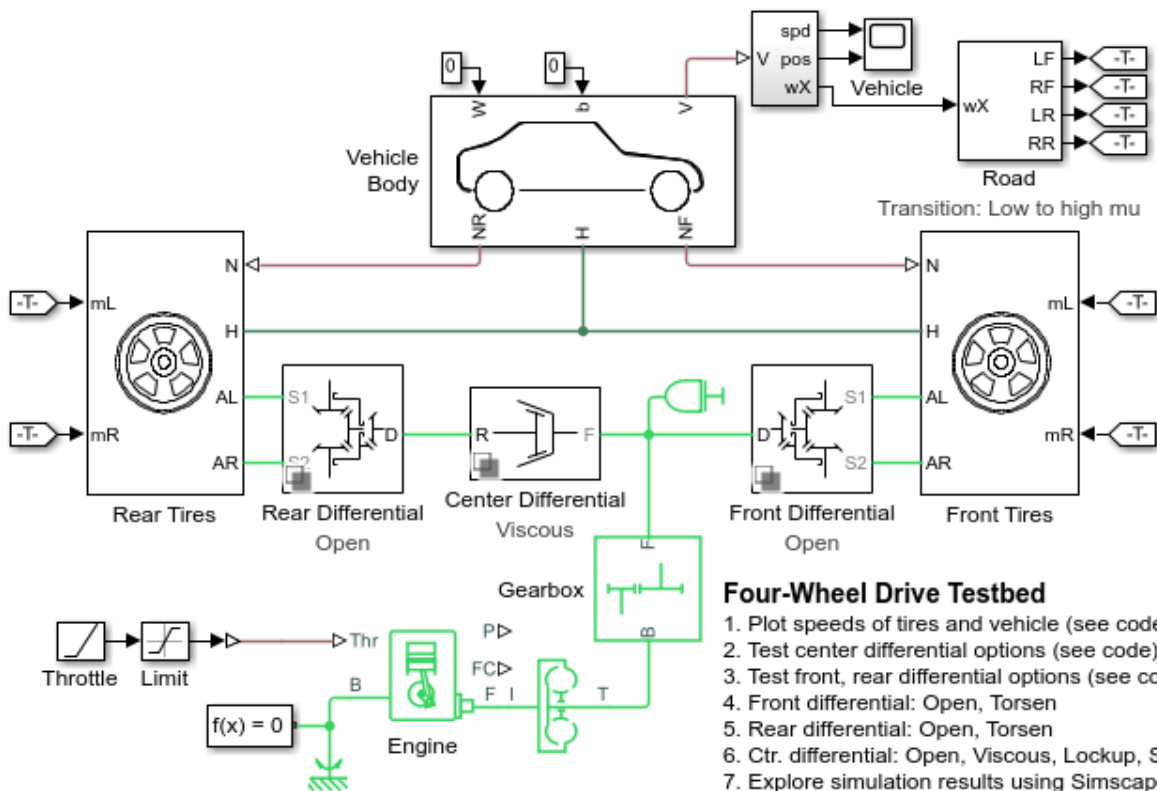 spd
0
0
V
pos
wX
Vehicle
wX
LF
-T-
RF
-T-
LR
-T-
RR
-T-
W
b
V
Vehicle
Body
NR
H
NF
Road
Transition: Low to high mu
N
N
-T-
mL
mL
-T-
H
H
AL
S1
S1
AL
D
R
F
D
-T-
mR
mR
-T-
AR
S2
S2
AR
Rear Tires
Rear Differential
Open
Center Differential
Viscous
Front Differential
Open
Front Tires
F
Gearbox
B
Four-Wheel Drive Testbed
1. Plot speeds of tires and vehicle (see code
2. Test center differential options (see code)
3. Test front, rear differential options (see co
4. Front differential: Open, Torsen
5. Rear differential: Open, Torsen
6. Ctr. differential: Open, Viscous, Lockup, S
7. Explore simulation results using Simscap
Throttle
Limit
Thr
P
FC
B
F
I
T
f(x) = 0
Engine